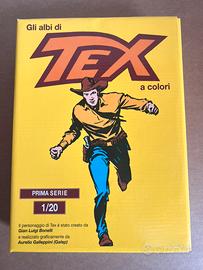 Gli albi di
TEX
a colori
PRIMA SERIE
1/20
Il personaggio di Tex è stato creato da
Gian Luigi Bonelli
e realizzato graficamente da
Aurelio Galleppini (Galep)